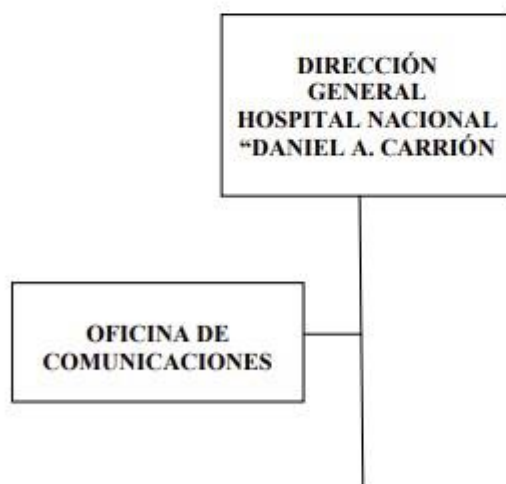 DIRECCIÓN
GENERAL
HOSPITAL NACIONAL
“DANIEL A. CARRIÓN
OFICINA DE
COMUNICACIONES